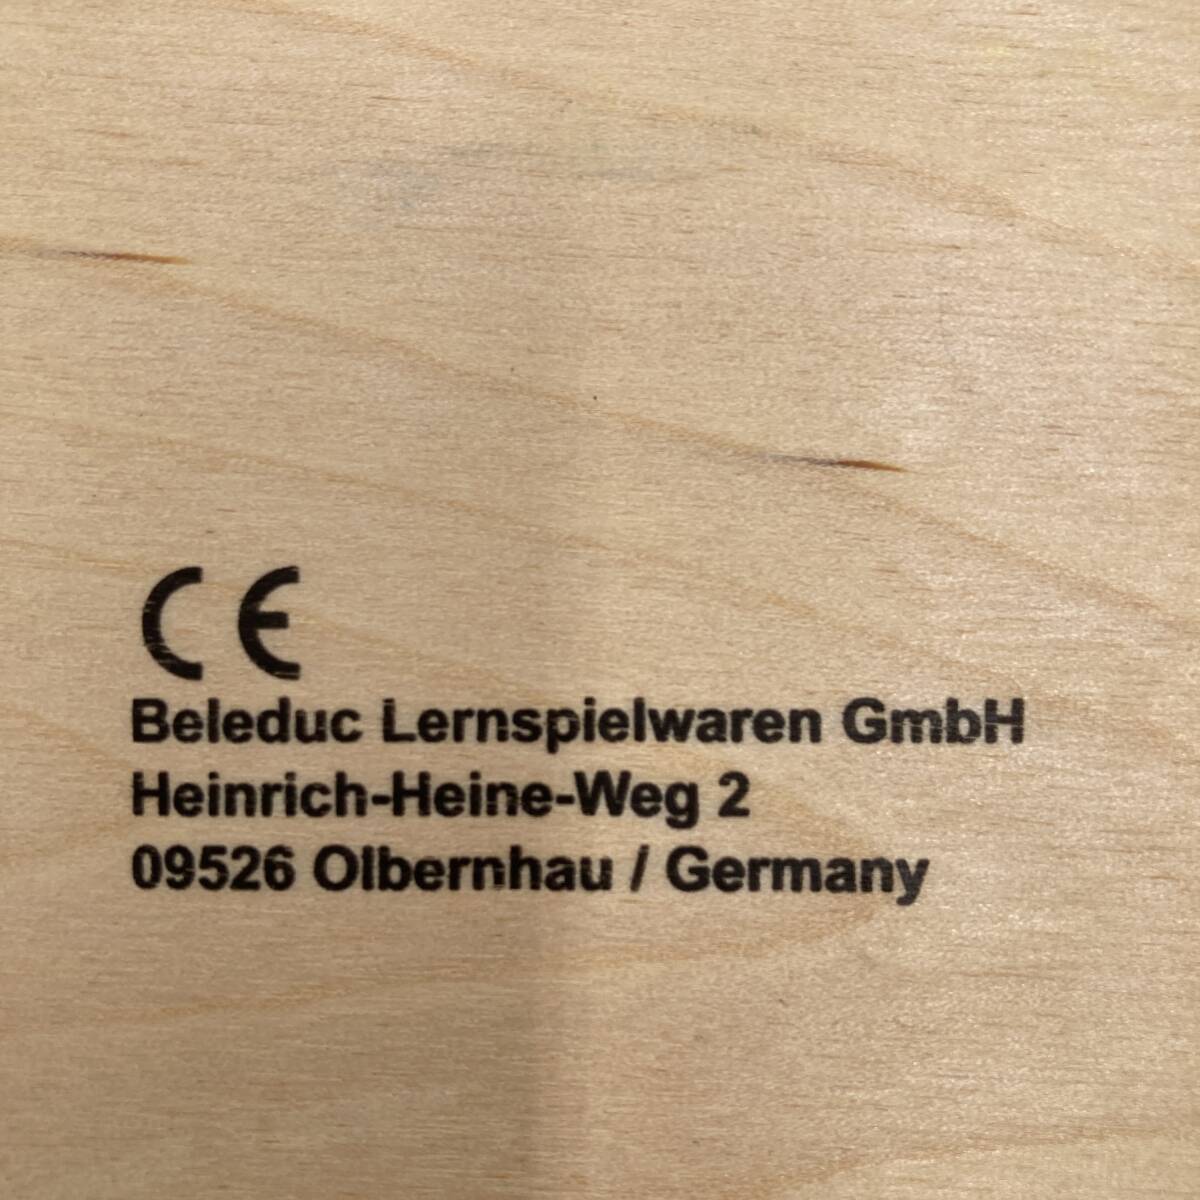 CE
Beleduc Lernspielwaren GmbH
Heinrich-Heine-Weg 2
09526 Olbernhau / Germany